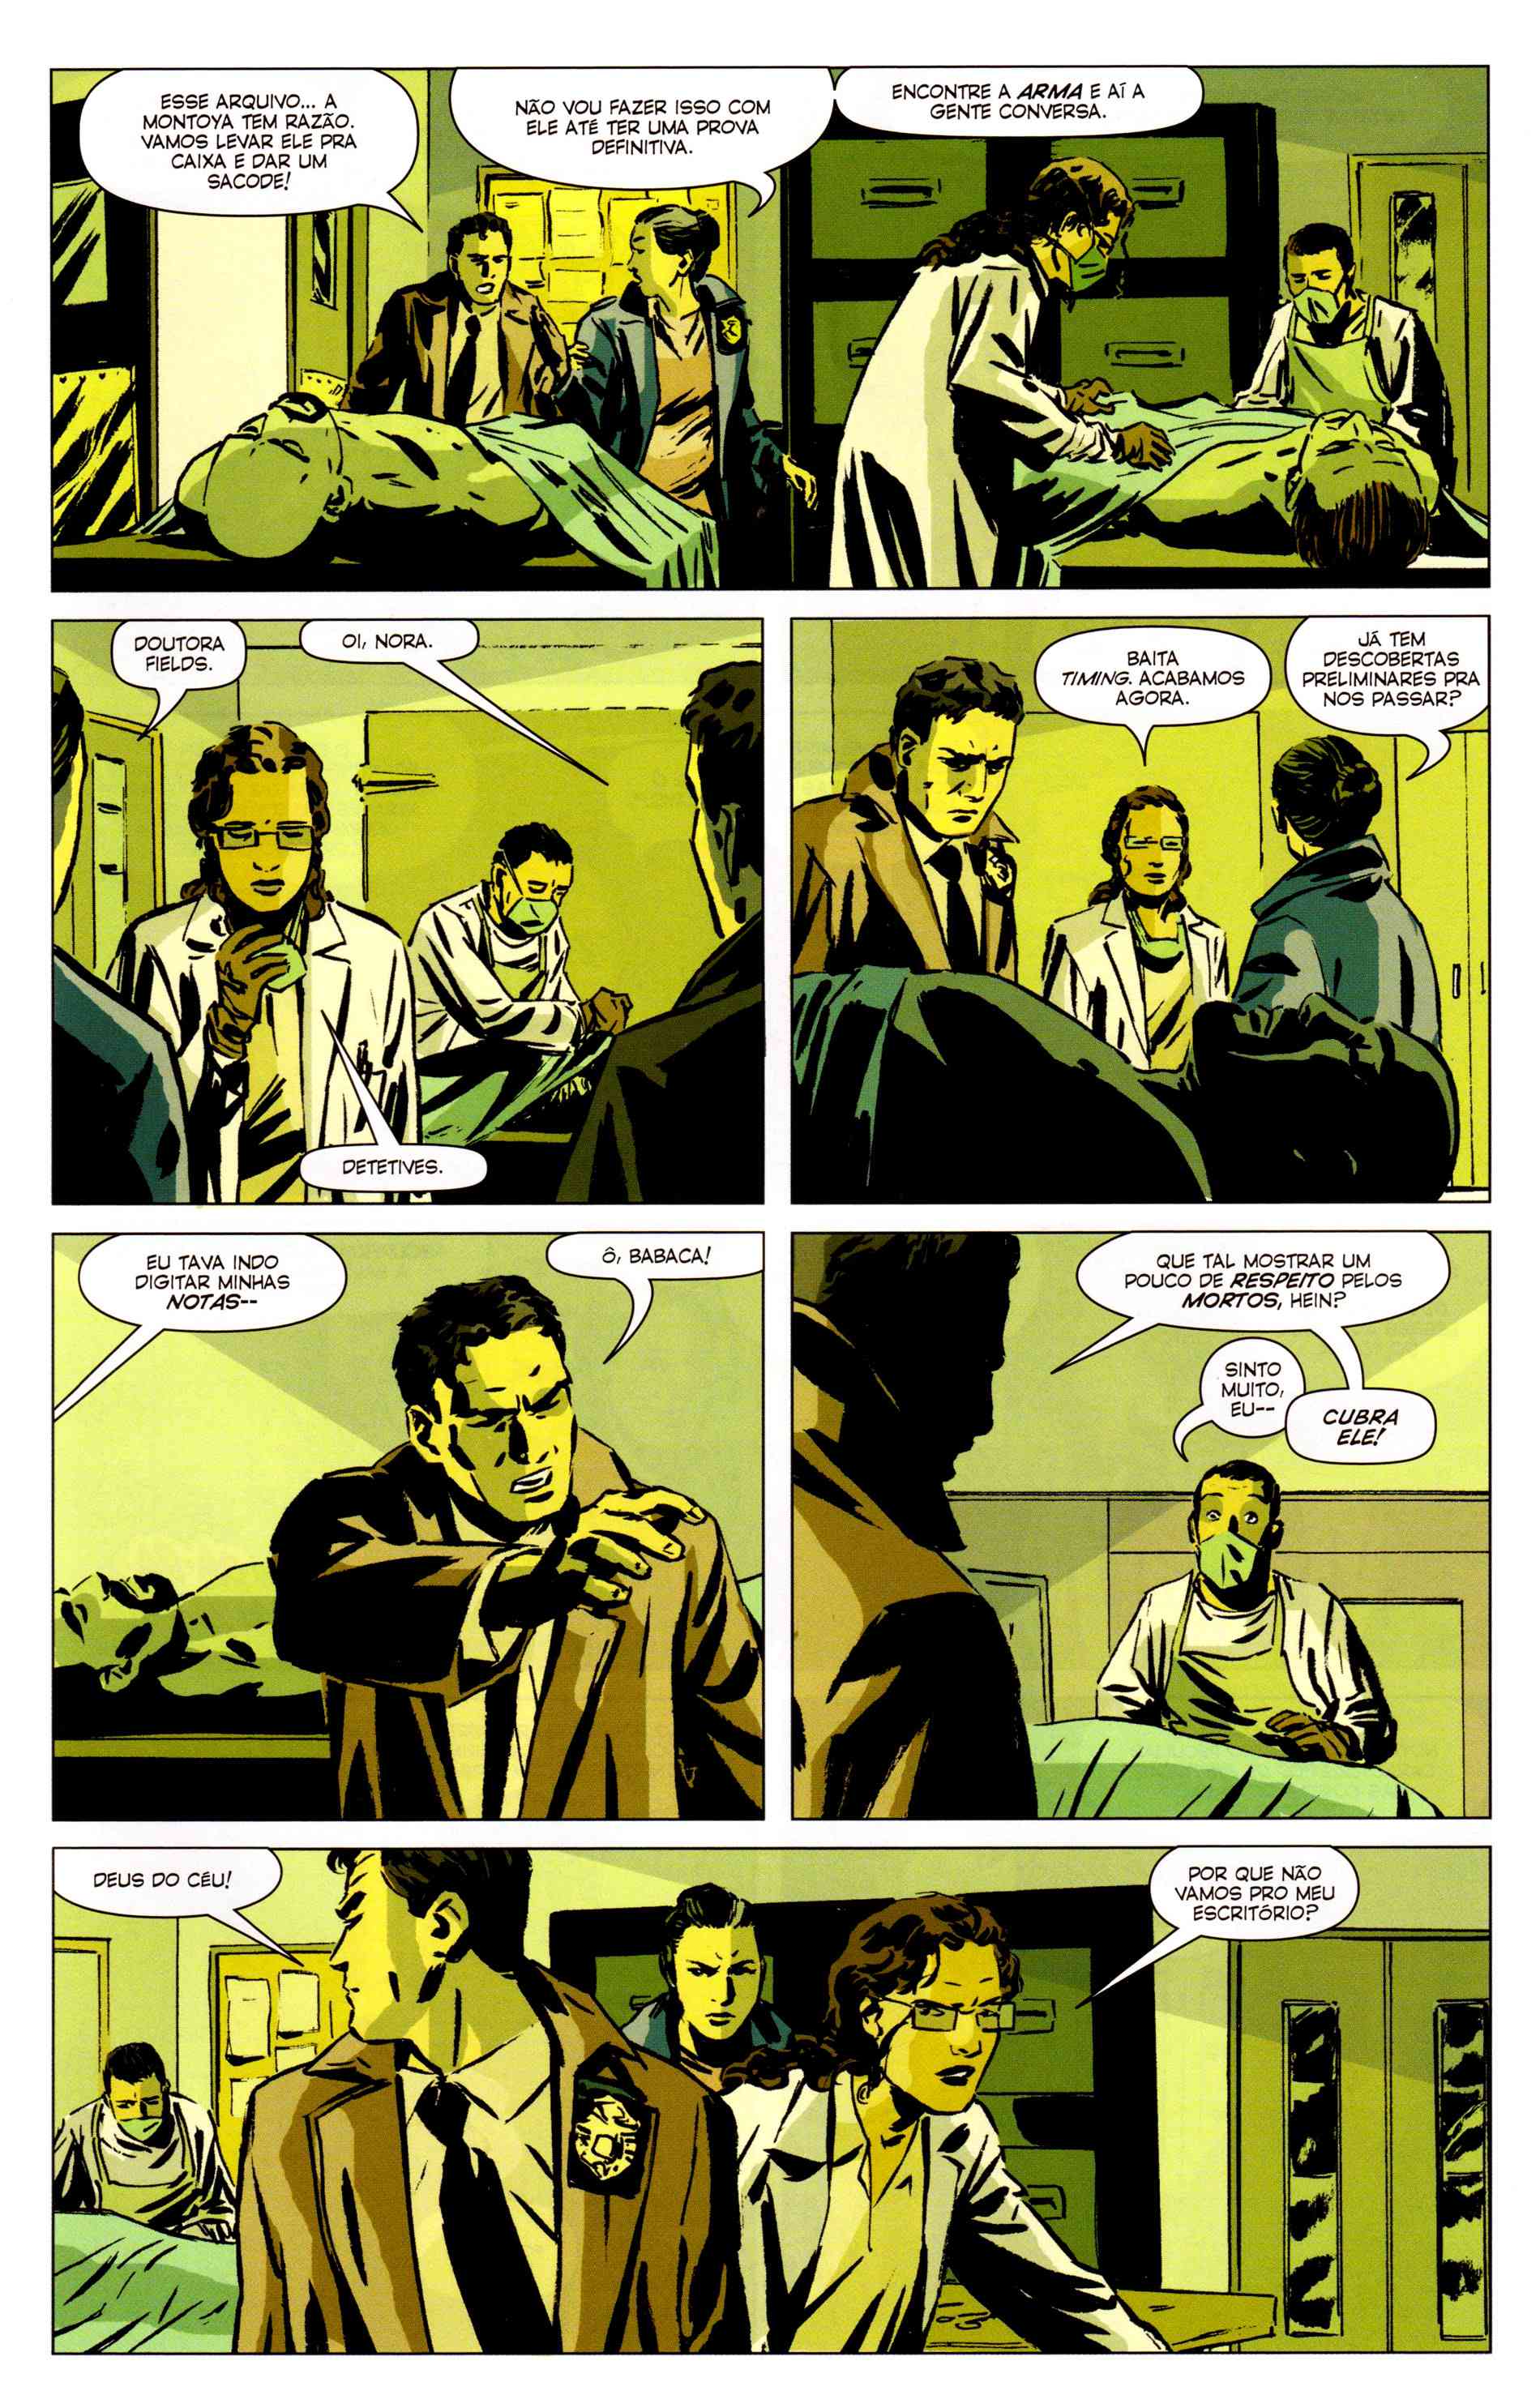 ESSE ARQUIVO... A
MONTOYA TEM RAZÃO.
VAMOS LEVAR ELE PRA
CAIXA E DAR UM
SACODE!
NÃO VOU FAZER ISSO COM
ELE ATÉ TER UMA PROVA
DEFINITIVA.
ENCONTRE A ARMA E AÍ A
GENTE CONVERSA.
DOUTORA
FIELDS.
OI, NORA.
DETETIVES.
BAITA
TIMING. ACABAMOS
AGORA.
JÁ TEM
DESCOBERTAS
PRELIMINARES PRA
NOS PASSAR?
EU TAVA INDO
DIGITAR MINHAS
NOTAS--
Ô, BABACA!
QUE TAL MOSTRAR UM
POUCO DE RESPEITO PELOS
MORTOS, HEIN?
SINTO
MUITO,
EU--
CUBRA
ELE!
DEUS DO CÉU!
POR QUE NÃO
VAMOS PRO MEU
ESCRITÓRIO?